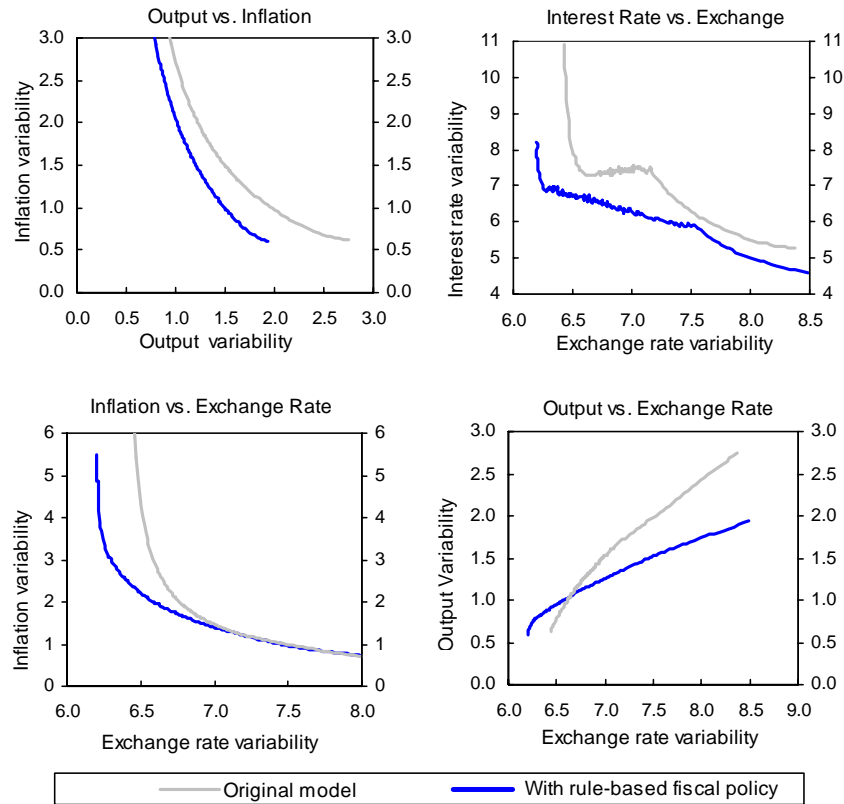 Output vs. Inflation
3.0 2.5 2.0 1.5 1.0 0.5 0.0
Inflation variability
3.0 2.5 2.0 1.5 1.0 0.5 0.0
0.0 0.5 1.0 1.5 2.0 2.5 3.0
Output variability
Interest Rate vs. Exchange
11 10 9 8 7 6 5 4
Interest rate variability
11 10 9 8 7 6 5 4
6.0 6.5 7.0 7.5 8.0 8.5
Exchange rate variability
Inflation vs. Exchange Rate
6 5 4 3 2 1 0
Inflation variability
6 5 4 3 2 1 0
6.0 6.5 7.0 7.5 8.0
Exchange rate variability
Output vs. Exchange Rate
3.0 2.5 2.0 1.5 1.0 0.5 0.0
Output Variability
3.0 2.5 2.0 1.5 1.0 0.5 0.0
6.0 6.5 7.0 7.5 8.0 8.5 9.0
Exchange rate variability
Original model
With rule-based fiscal policy